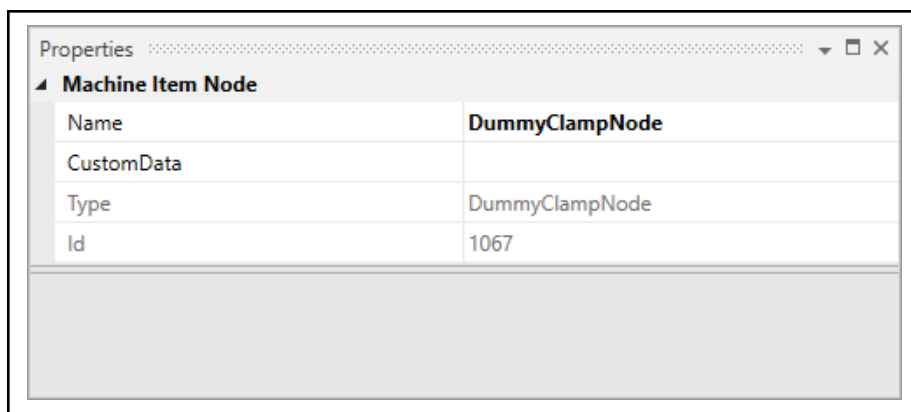 Properties
Machine Item Node
Name DummyClampNode
CustomData
Type DummyClampNode
Id 1067